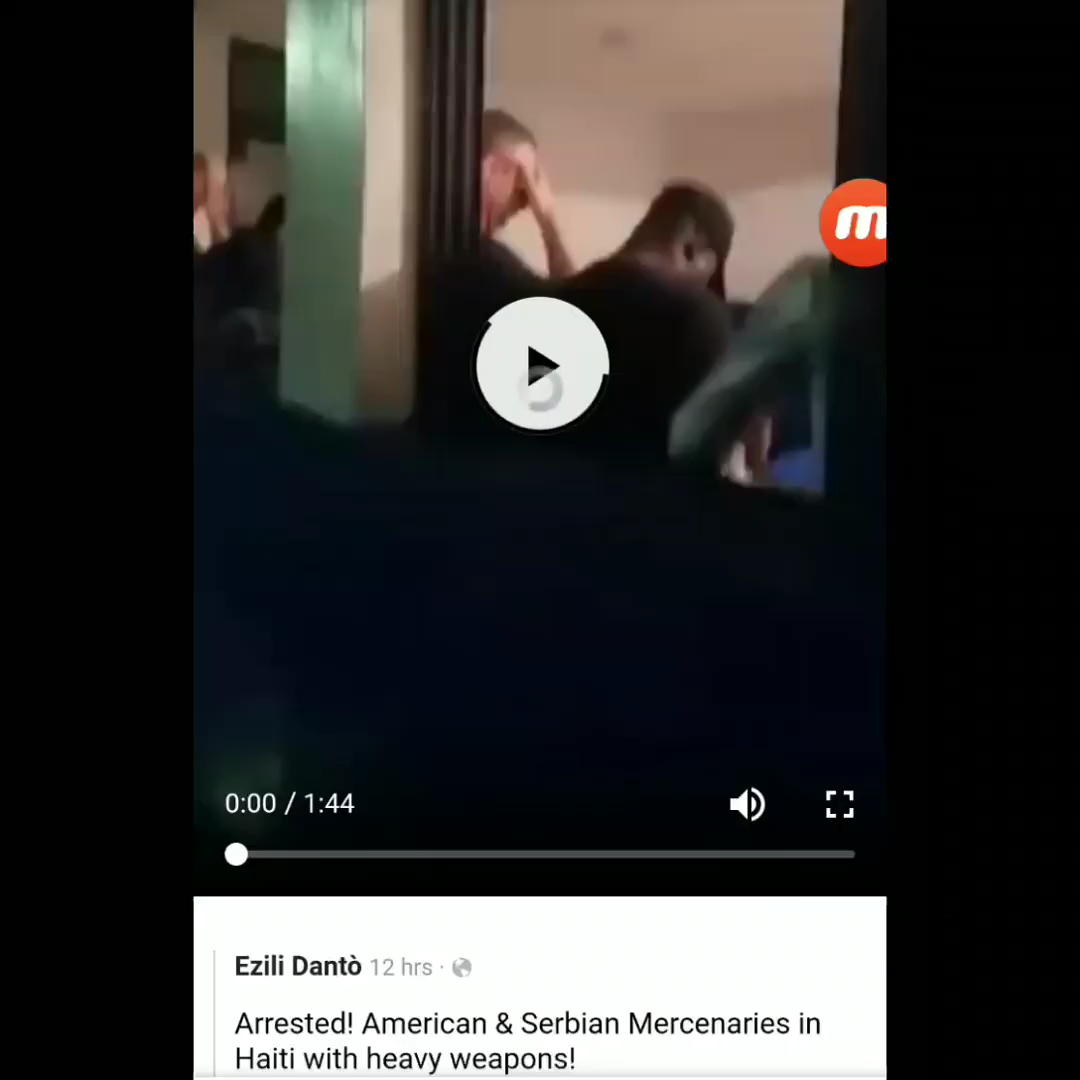 m
0:00 / 1:44
Ezili Dantò 12 hrs ·
Arrested! American & Serbian Mercenaries in
Haiti with heavy weapons!